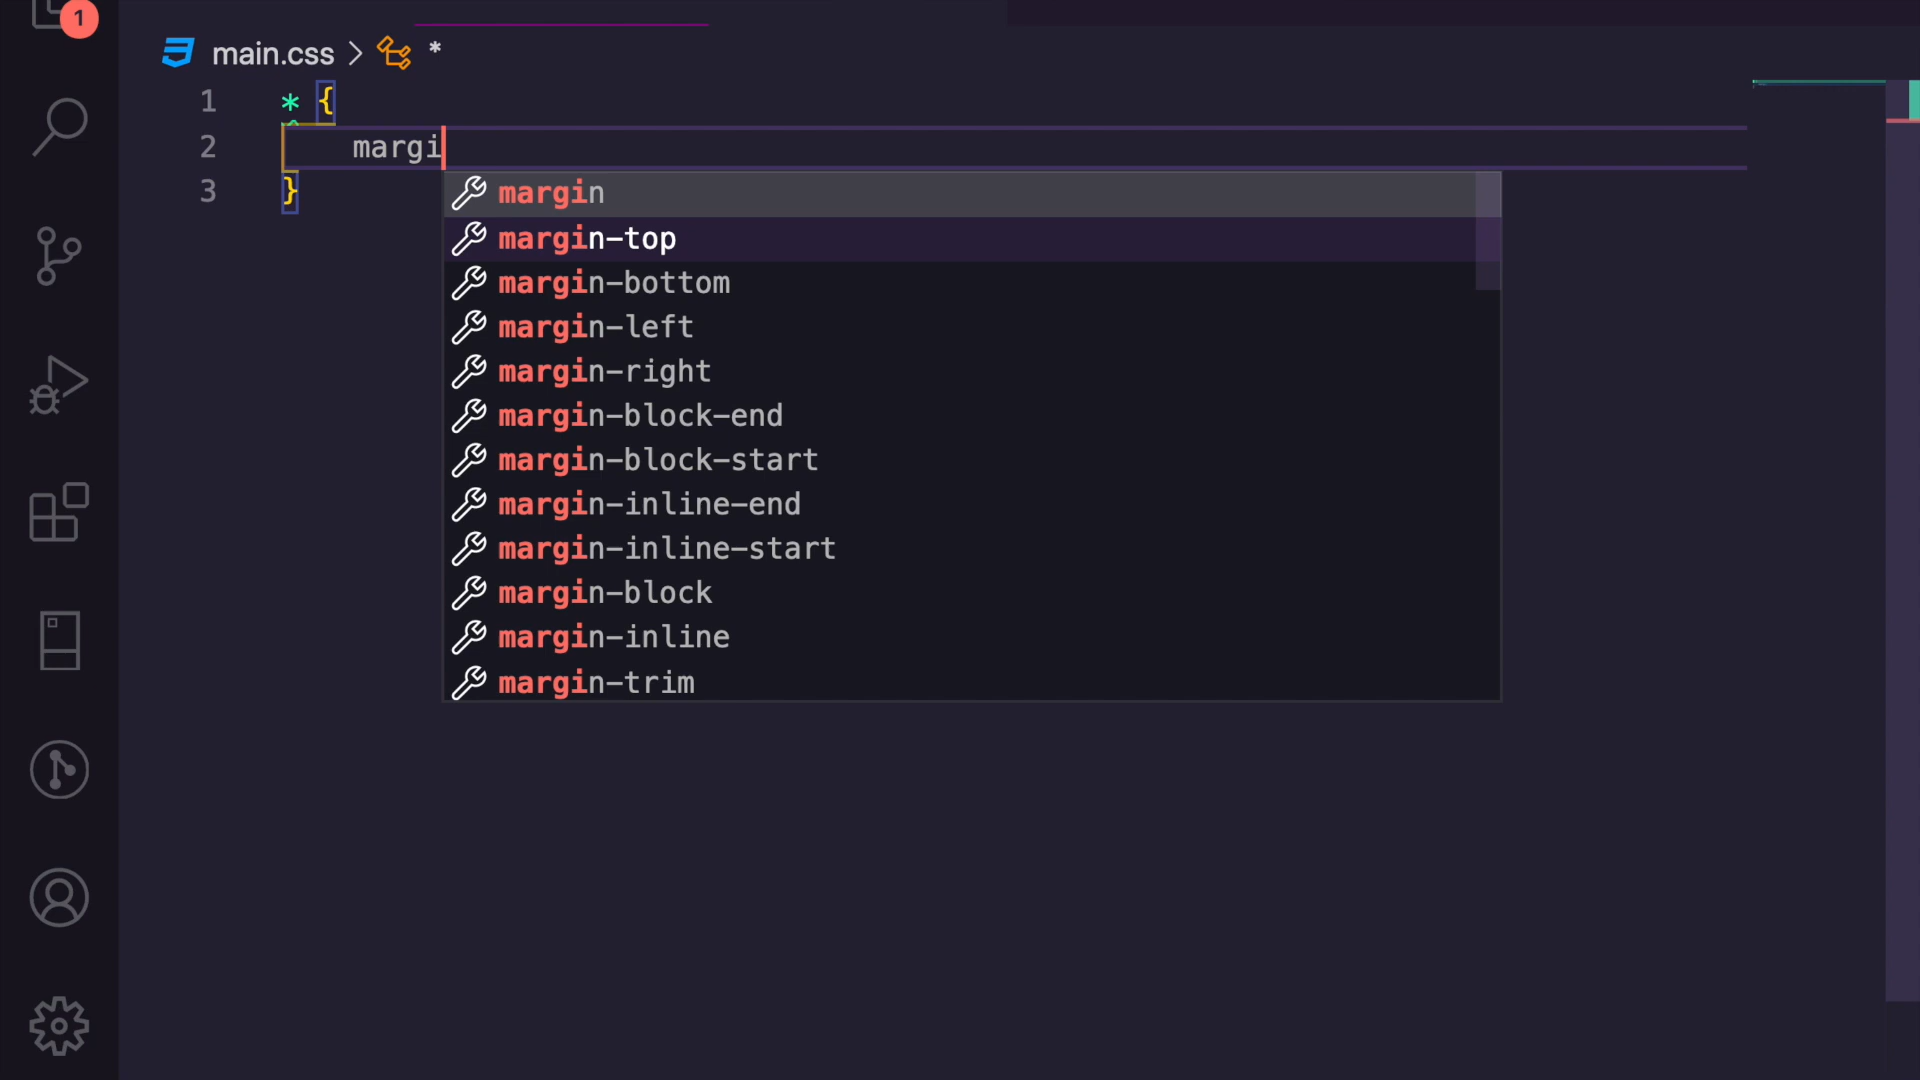 1
main.css > *
1 * {
2 margi
3 }
margin
margin-top
margin-bottom
margin-left
margin-right
margin-block-end
margin-block-start
margin-inline-end
margin-inline-start
margin-block
margin-inline
margin-trim